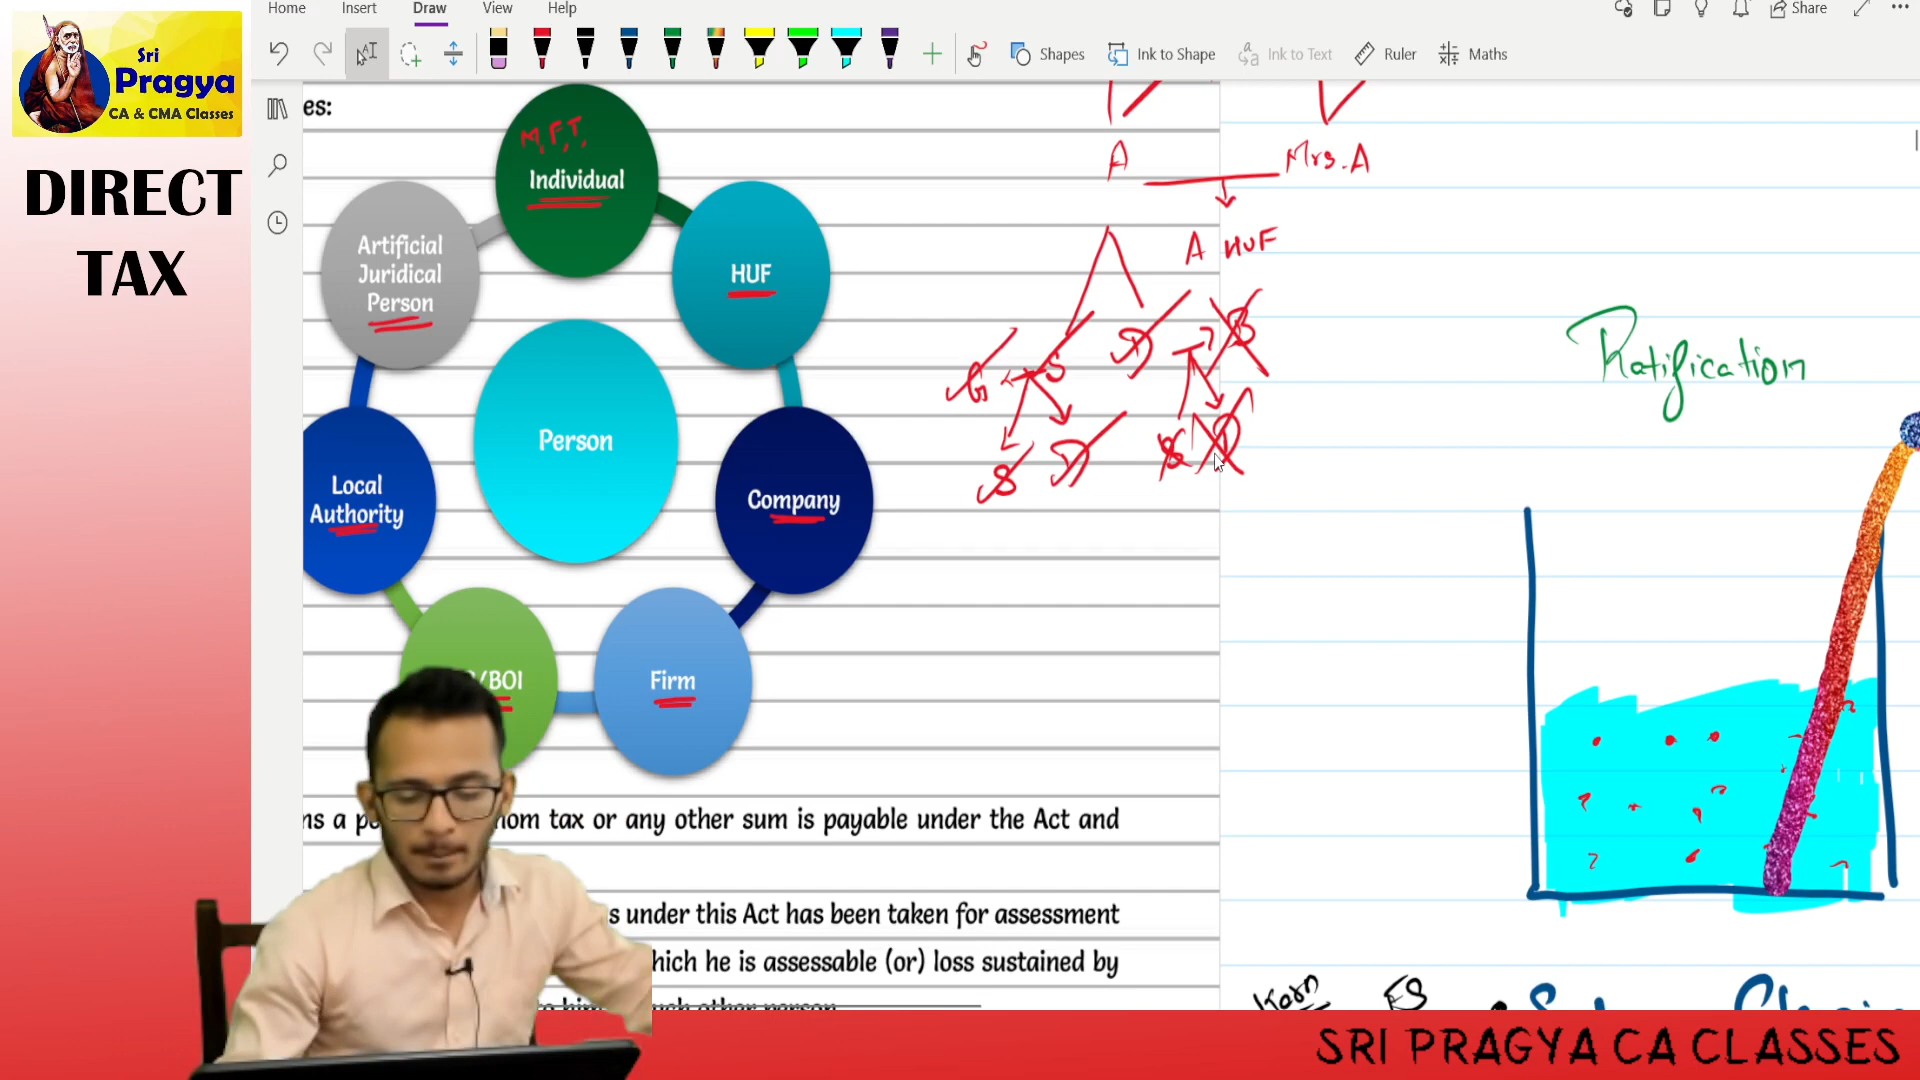 Home Insert Draw View Help
Share
Sri
Pragya
CA & CMA Classes
Shapes Ink to Shape Ink to Text Ruler Maths
DIRECT
TAX
es:
M, F, T,
Individual
HUF
Company
Firm
/BOI
Local
Authority
Artificial
Juridical
Person
Person
A Mrs. A
A HUF
G S D B
S D S D
Ratification
hom tax or any other sum is payable under the Act and
s under this Act has been taken for assessment
hich he is assessable (or) loss sustained by
SRI PRAGYA CA CLASSES